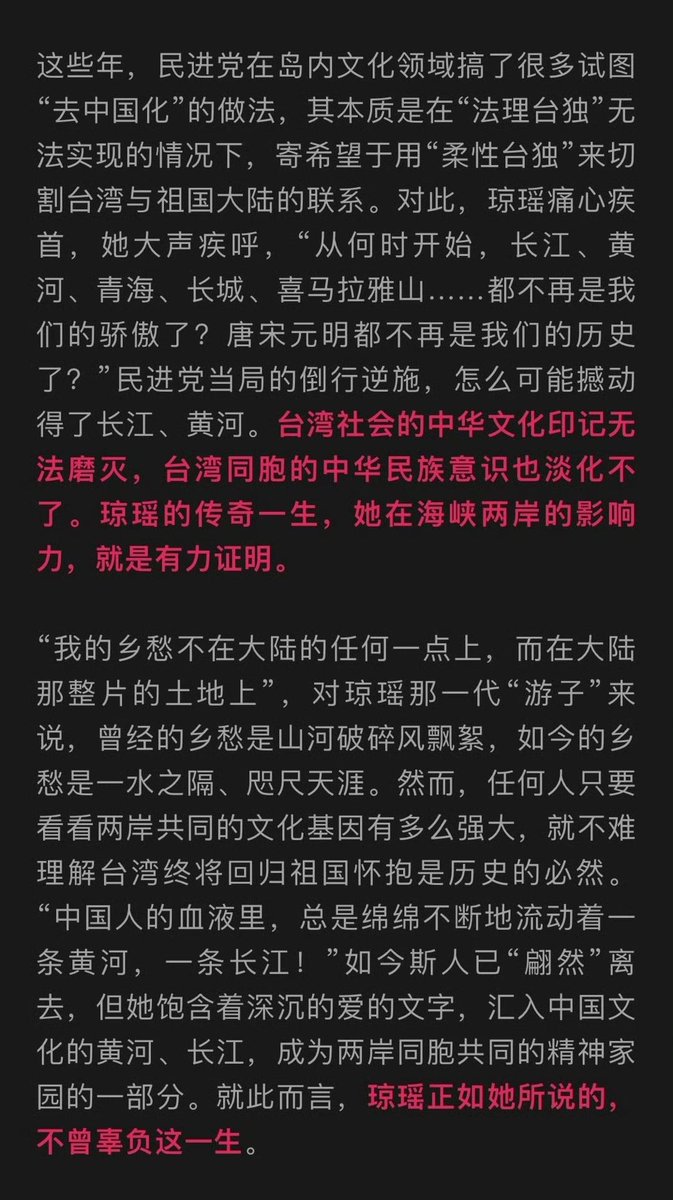 这些年，民进党在岛内文化领域搞了很多试图
“去中国化”的做法，其本质是在“法理台独”无
法实现的情况下，寄希望于用“柔性台独”来切
割台湾与祖国大陆的联系。对此，琼瑶痛心疾
首，她大声疾呼，“从何时开始，长江、黄
河、青海、长城、喜马拉雅山……都不再是我
们的骄傲了？唐宋元明都不再是我们的历史
了？”民进党当局的倒行逆施，怎么可能撼动
得了长江、黄河。台湾社会的中华文化印记无
法磨灭，台湾同胞的中华民族意识也淡化不
了。琼瑶的传奇一生，她在海峡两岸的影响
力，就是有力证明。
“我的乡愁不在大陆的任何一点上，而在大陆
那整片的土地上”，对琼瑶那一代“游子”来
说，曾经的乡愁是山河破碎风飘絮，如今的乡
愁是一水之隔、咫尺天涯。然而，任何人只要
看看两岸共同的文化基因有多么强大，就不难
理解台湾终将回归祖国怀抱是历史的必然。
“中国人的血液里，总是绵绵不断地流动着一
条黄河，一条长江！”如今斯人已“翩然”离
去，但她饱含着深沉的爱的文字，汇入中国文
化的黄河、长江，成为两岸同胞共同的精神家
园的一部分。就此而言，琼瑶正如她所说的，
不曾辜负这一生。